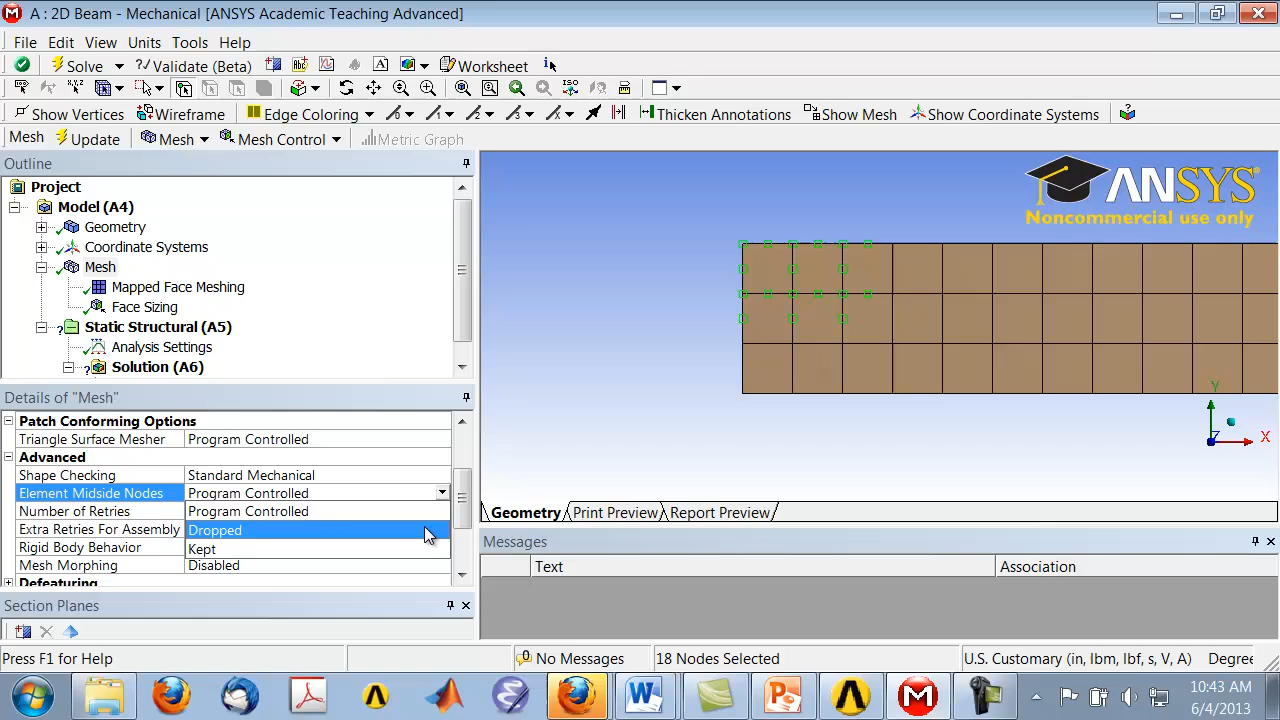 A : 2D Beam - Mechanical [ANSYS Academic Teaching Advanced]
File Edit View Units Tools Help
Solve ?/ Validate (Beta) Worksheet
Show Vertices Wireframe Edge Coloring Thicken Annotations Show Mesh Show Coordinate Systems
Mesh Update Mesh Mesh Control Metric Graph
Outline
Project
Model (A4)
Geometry
Coordinate Systems
Mesh
Mapped Face Meshing
Face Sizing
Static Structural (A5)
Analysis Settings
Solution (A6)
Details of "Mesh"
Patch Conforming Options
Triangle Surface Mesher Program Controlled
Advanced
Shape Checking Standard Mechanical
Element Midside Nodes Program Controlled
Number of Retries Program Controlled
Extra Retries For Assembly Dropped
Rigid Body Behavior Kept
Mesh Morphing Disabled
Defeaturing
Section Planes
ANSYS
Noncommercial use only
Y
Z
X
Geometry Print Preview Report Preview
Messages
Text Association
Press F1 for Help No Messages 18 Nodes Selected U.S. Customary (in, lbm, lbf, s, V, A) Degree
10:43 AM
6/4/2013